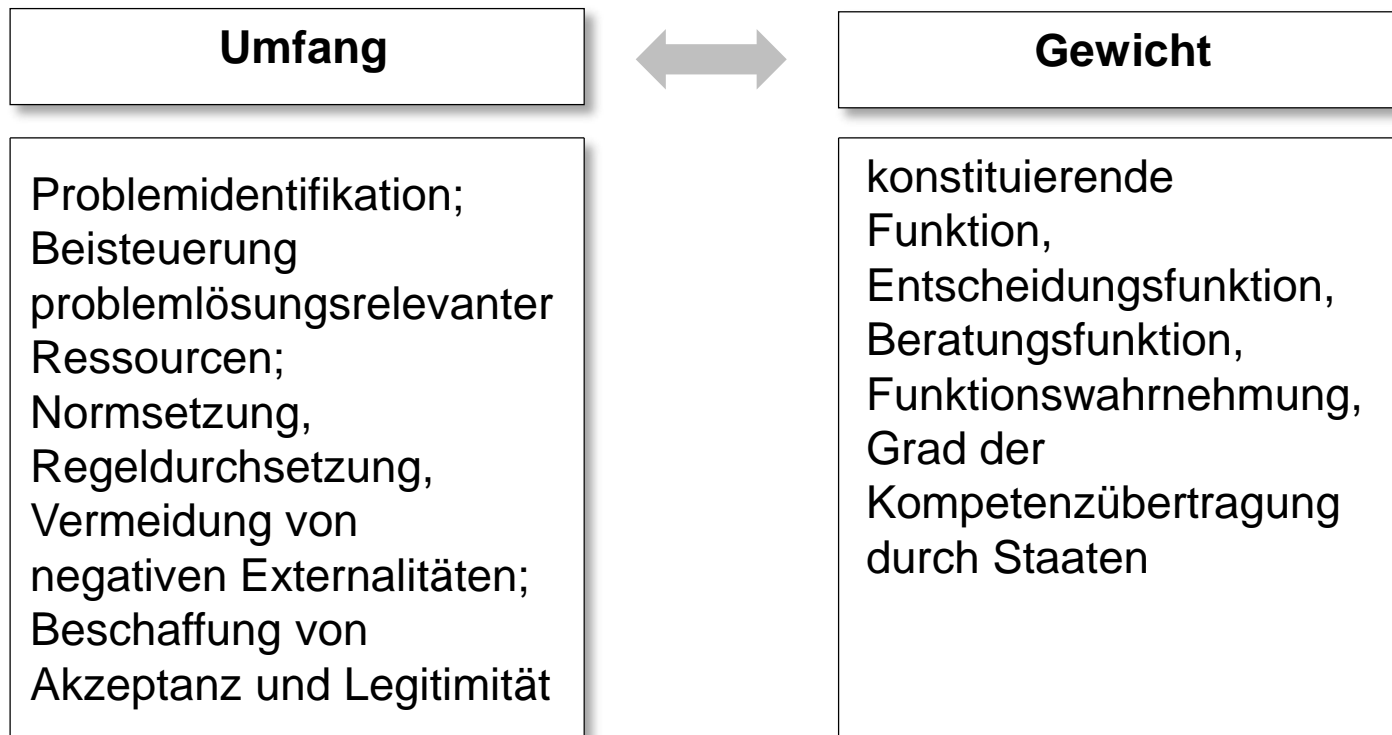 Umfang
Gewicht
Problemidentifikation;
Beisteuerung
problemlösungsrelevanter
Ressourcen;
Normsetzung,
Regeldurchsetzung,
Vermeidung von
negativen Externalitäten;
Beschaffung von
Akzeptanz und Legitimität
konstituierende
Funktion,
Entscheidungsfunktion,
Beratungsfunktion,
Funktionswahrnehmung,
Grad der
Kompetenzübertragung
durch Staaten